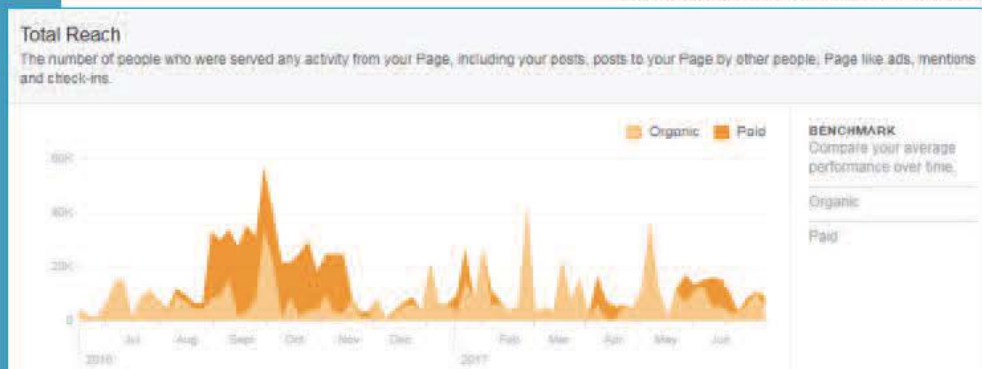 Total Reach
The number of people who were served any activity from your Page, including your posts, posts to your Page by other people, Page like ads, mentions
and check-ins.
Organic Paid
BENCHMARK
Compare your average
performance over time.
Organic
Paid
60K
40K
20K
0
Jul Aug Sept Oct Nov Dec Feb Mar Apr May Jun
2016 2017